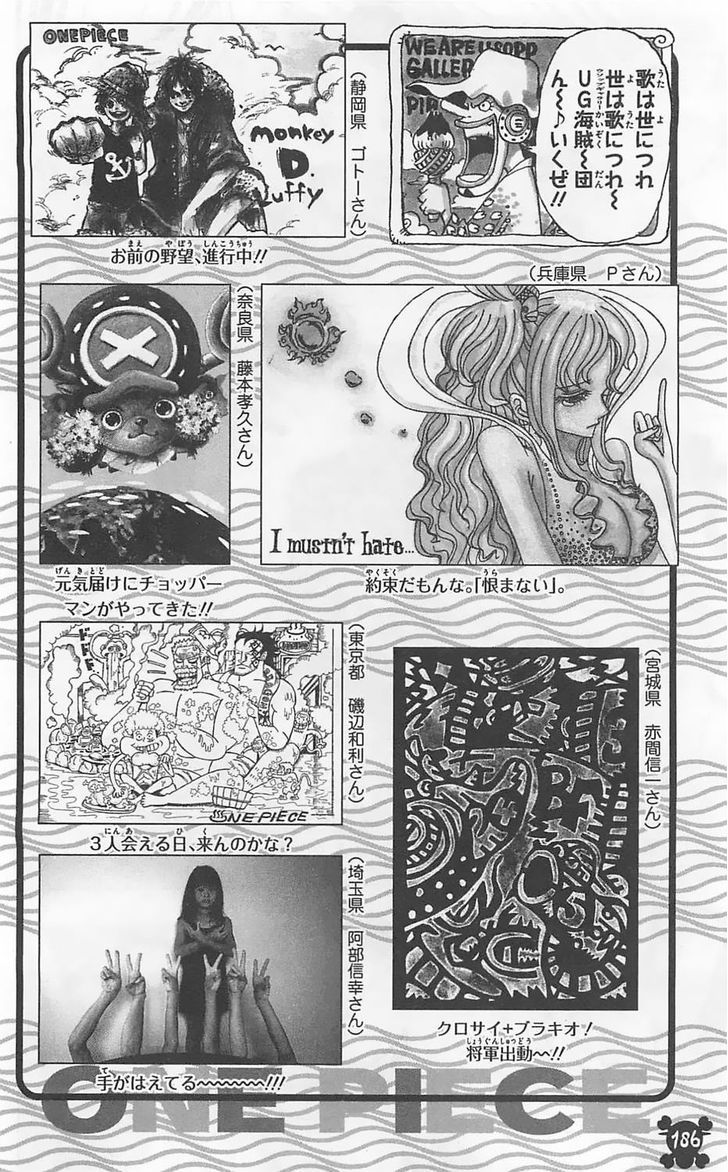 WE ARE USOPP
GALLER
PIR
歌は世につれ
世は歌につれ〜
UG海賊〜団
ん〜♪いくぜ!!
（兵庫県　Pさん）
ONEPIECE
Monkey
D.
Luffy
（静岡県　ゴトーさん）
お前の野望、進行中!!
I mustn't hate...
約束だもんな。「恨まない」。
（奈良県　藤本孝久さん）
元気届けにチョッパー
マンがやってきた!!
（宮城県　赤間信一さん）
クロサイ+ブラキオ！
将軍出動〜!!
ドドド
ONE PIECE
（東京都　磯辺和利さん）
3人会える日、来んのかな？
（埼玉県　阿部信幸さん）
手がはえてる〜〜〜〜〜〜!!!
ONE PIECE
186